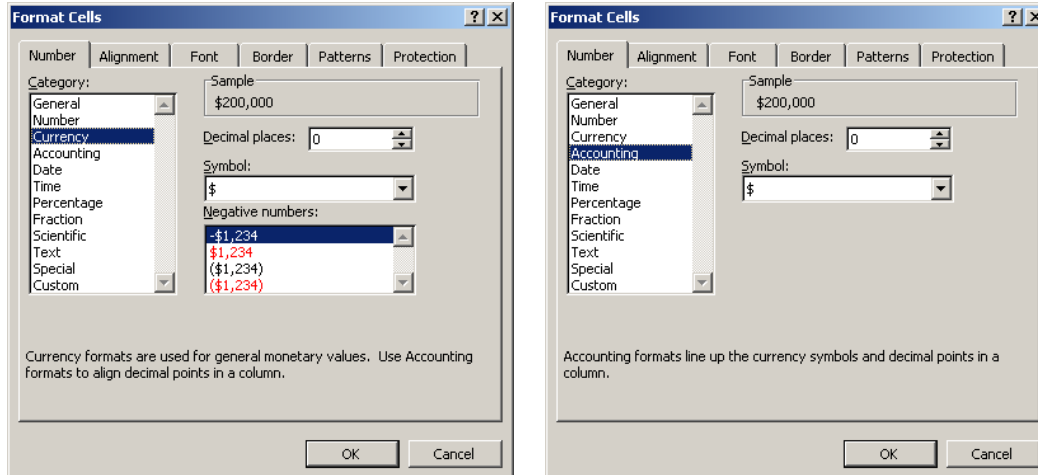 Format Cells
Number Alignment Font Border Patterns Protection
Category:
General
Number
Currency
Accounting
Date
Time
Percentage
Fraction
Scientific
Text
Special
Custom
Sample
$200,000
Decimal places: 0
Symbol:
$
Negative numbers:
-$1,234
$1,234
($1,234)
($1,234)
Currency formats are used for general monetary values. Use Accounting
formats to align decimal points in a column.
OK Cancel
Format Cells
Number Alignment Font Border Patterns Protection
Category:
General
Number
Currency
Accounting
Date
Time
Percentage
Fraction
Scientific
Text
Special
Custom
Sample
$200,000
Decimal places: 0
Symbol:
$
Accounting formats line up the currency symbols and decimal points in a
column.
OK Cancel